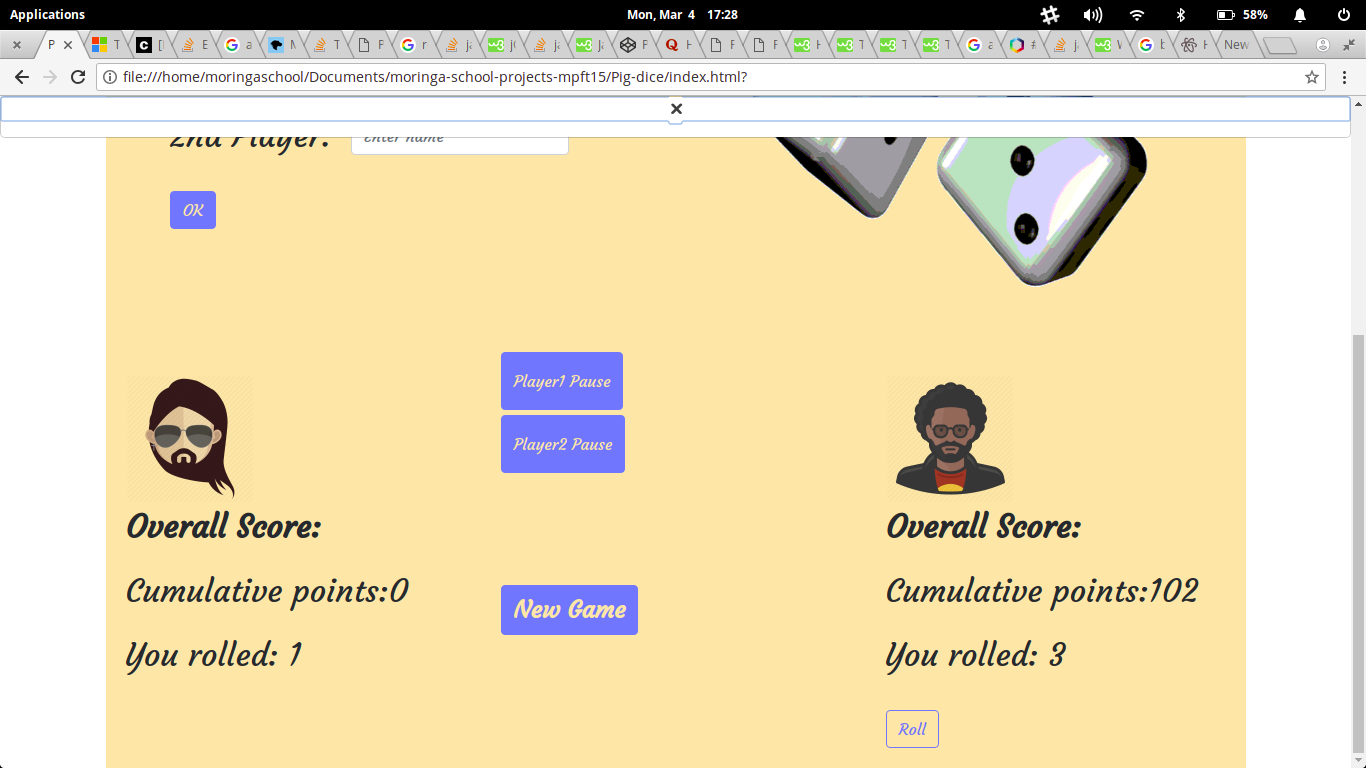 Applications
Mon, Mar 4 17:28
58%
New
file:///home/moringaschool/Documents/moringa-school-projects-mpft15/Pig-dice/index.html?
2nd Player:
Enter name
OK
Player1 Pause
Player2 Pause
Overall Score:
Overall Score:
Cumulative points:0
Cumulative points:102
New Game
You rolled: 1
You rolled: 3
Roll